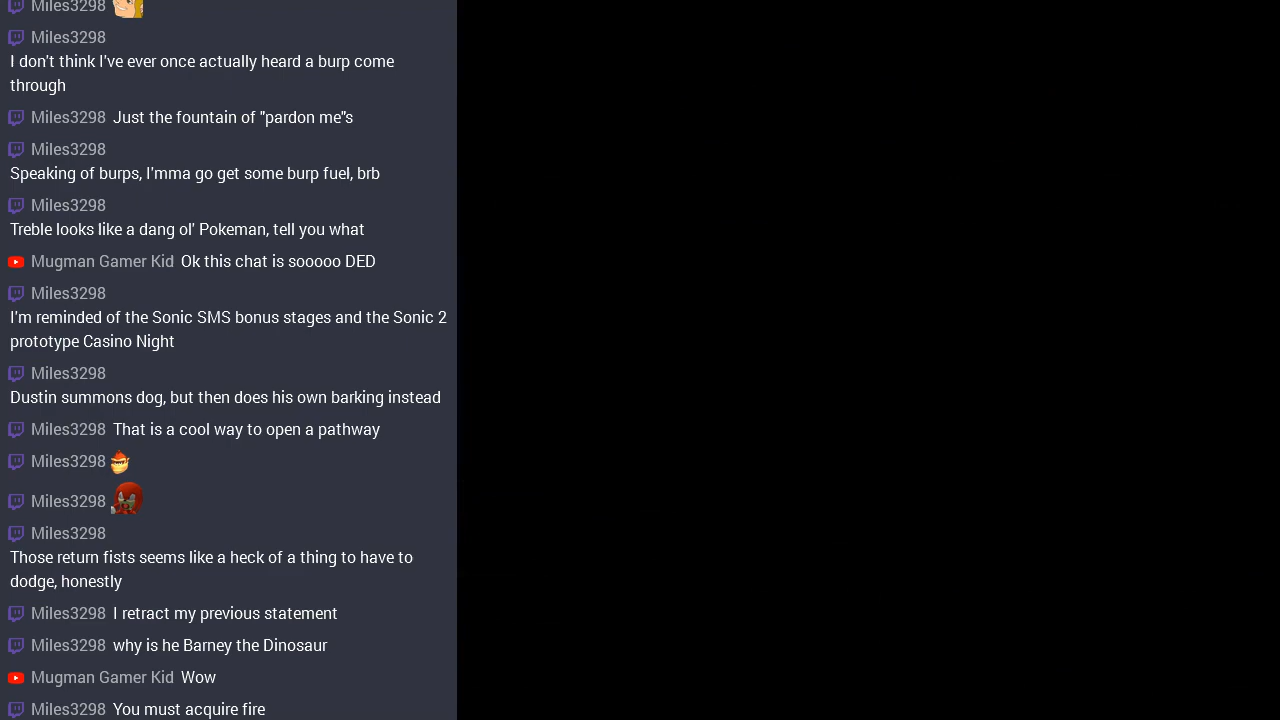 Miles3298
Miles3298
I don't think I've ever once actually heard a burp come
through
Miles3298 Just the fountain of "pardon me"s
Miles3298
Speaking of burps, I'mma go get some burp fuel, brb
Miles3298
Treble looks like a dang ol' Pokeman, tell you what
Mugman Gamer Kid Ok this chat is sooooo DED
Miles3298
I'm reminded of the Sonic SMS bonus stages and the Sonic 2
prototype Casino Night
Miles3298
Dustin summons dog, but then does his own barking instead
Miles3298 That is a cool way to open a pathway
Miles3298
Miles3298
Miles3298
Those return fists seems like a heck of a thing to have to
dodge, honestly
Miles3298 I retract my previous statement
Miles3298 why is he Barney the Dinosaur
Mugman Gamer Kid Wow
Miles3298 You must acquire fire